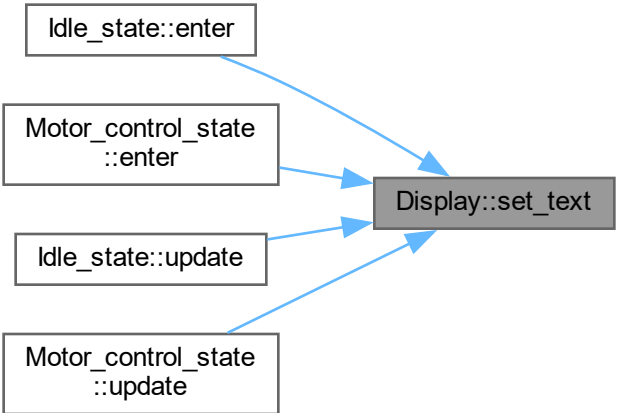 Idle_state::enter
Motor_control_state
::enter
Display::set_text
Idle_state::update
Motor_control_state
::update